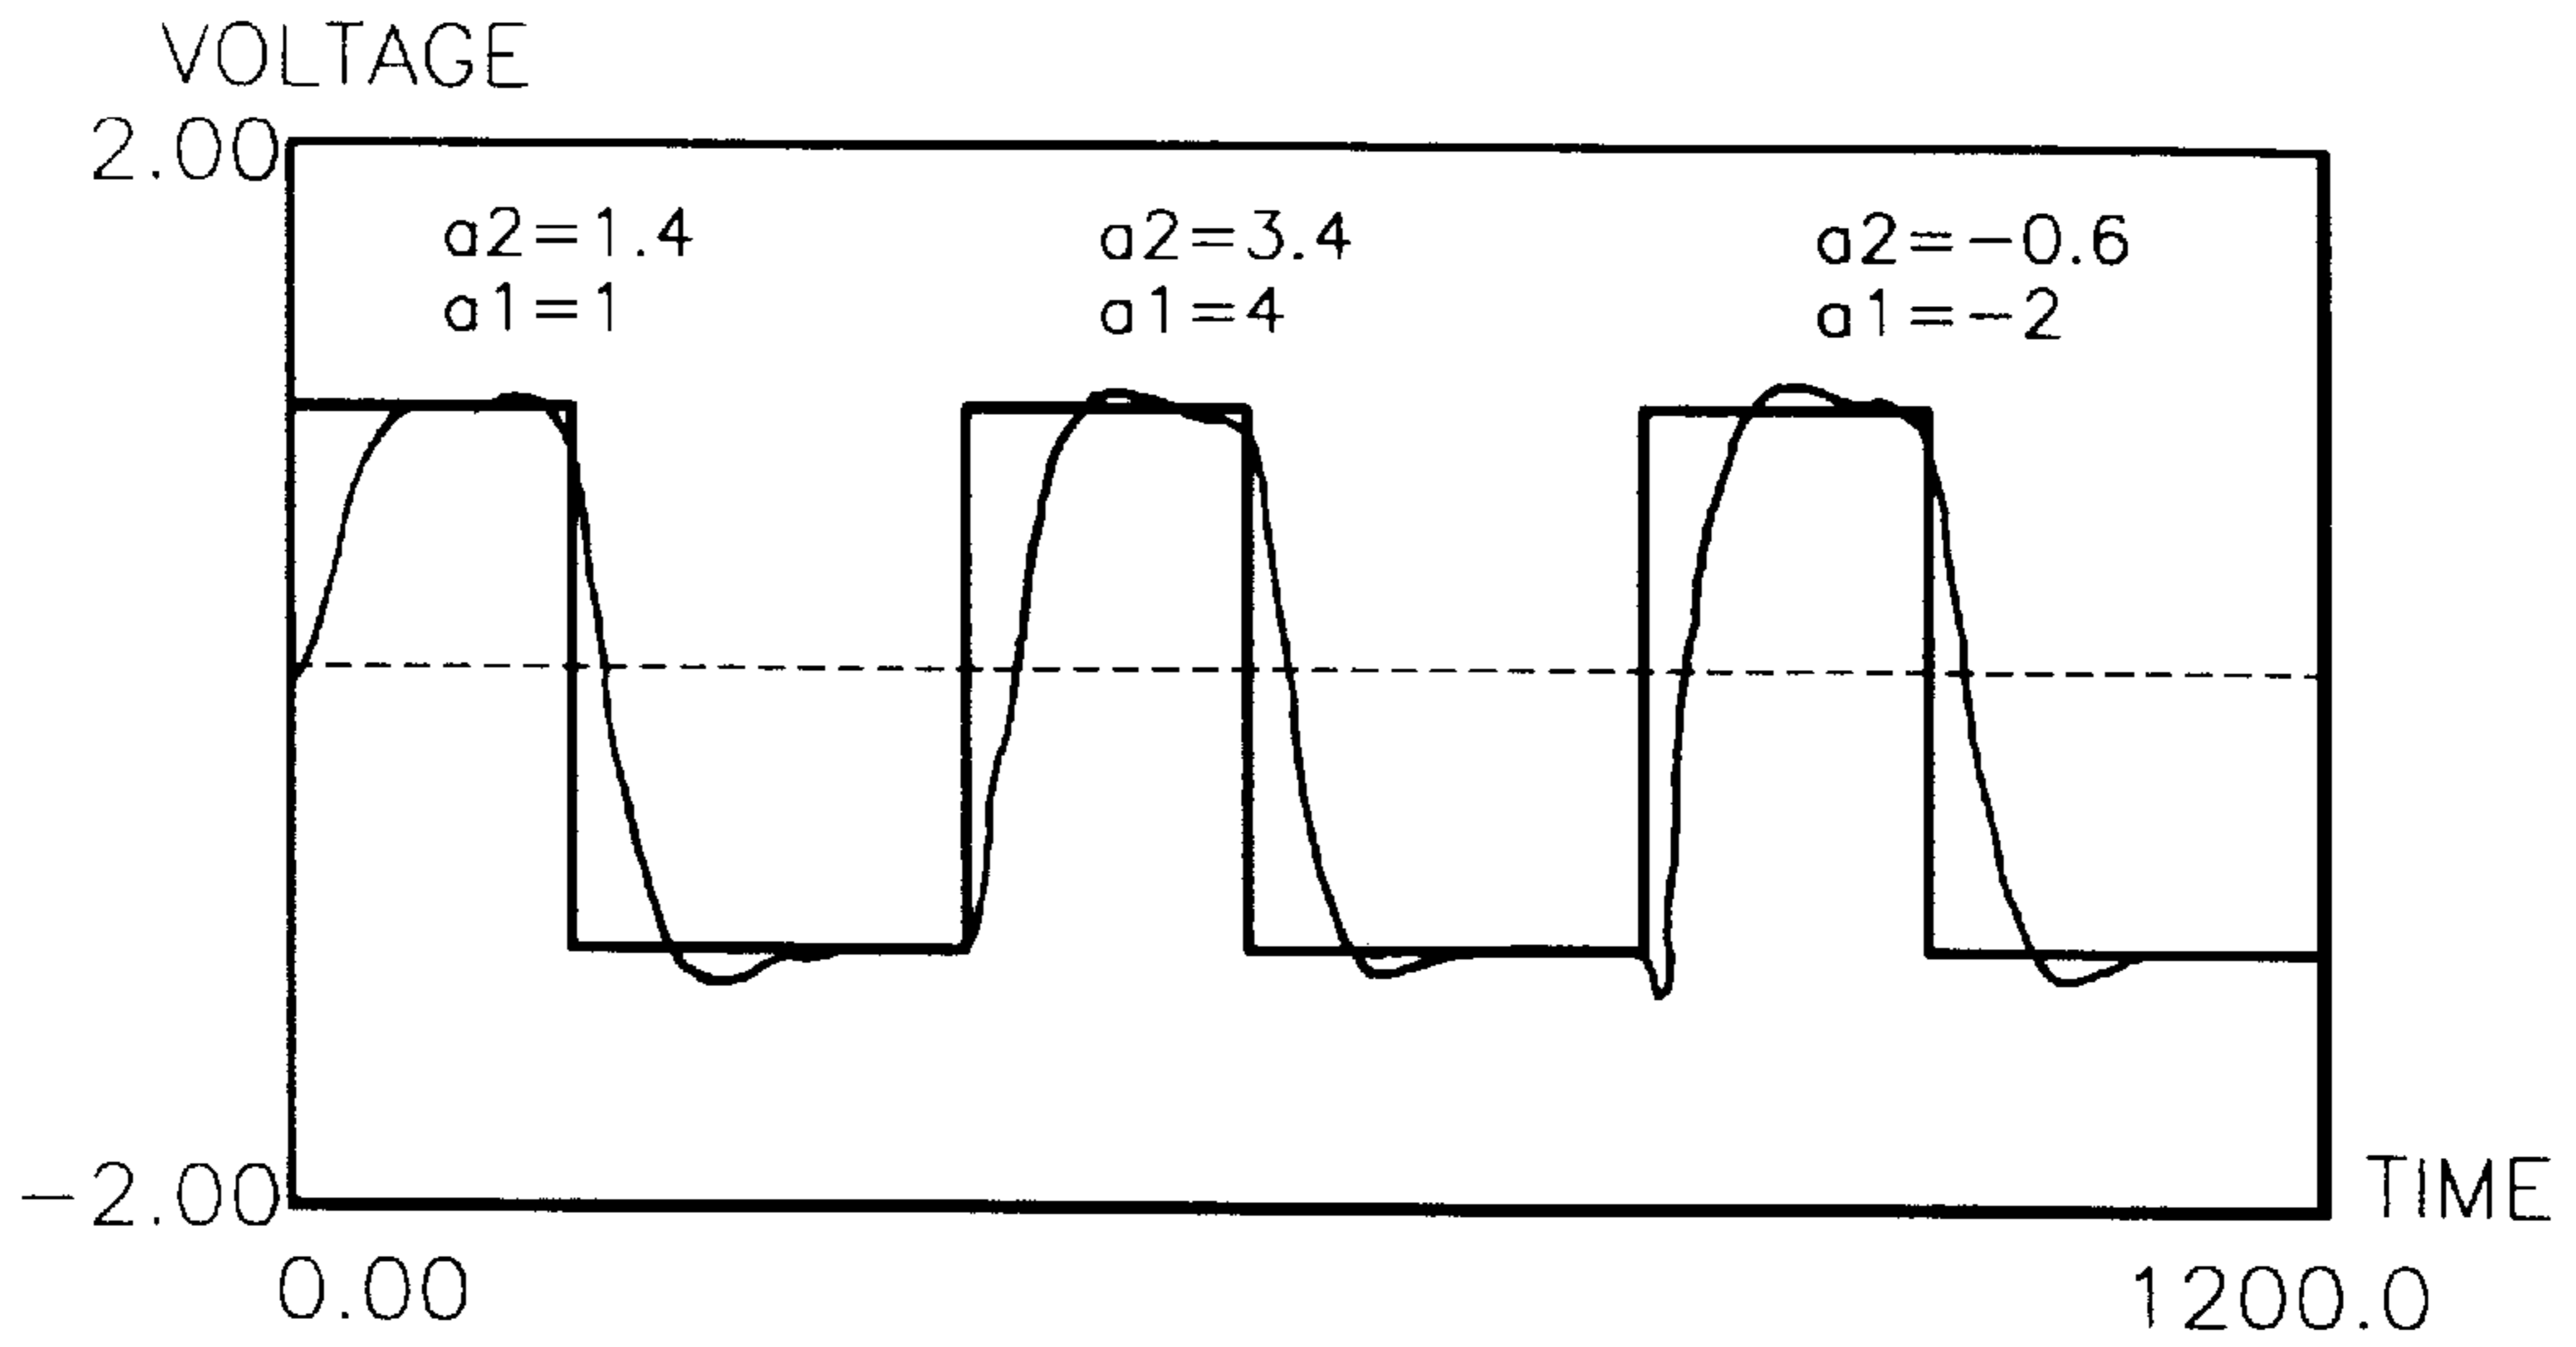 VOLTAGE
2.00
a2=1.4
a1=1
a2=3.4
a1=4
a2=-0.6
a1=-2
-2.00
TIME
0.00
1200.0